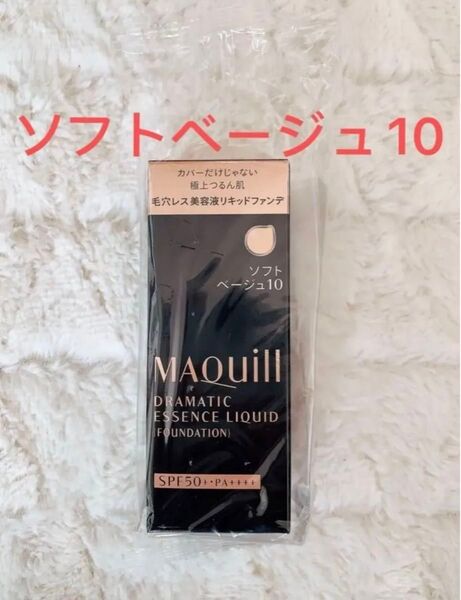 ソフトベージュ10
カバーだけじゃない
極上つるん肌
毛穴レス美容液リキッドファンデ
ソフト
ベージュ10
MAQuill
DRAMATIC
ESSENCE LIQUID
(FOUNDATION)
SPF50+・PA++++